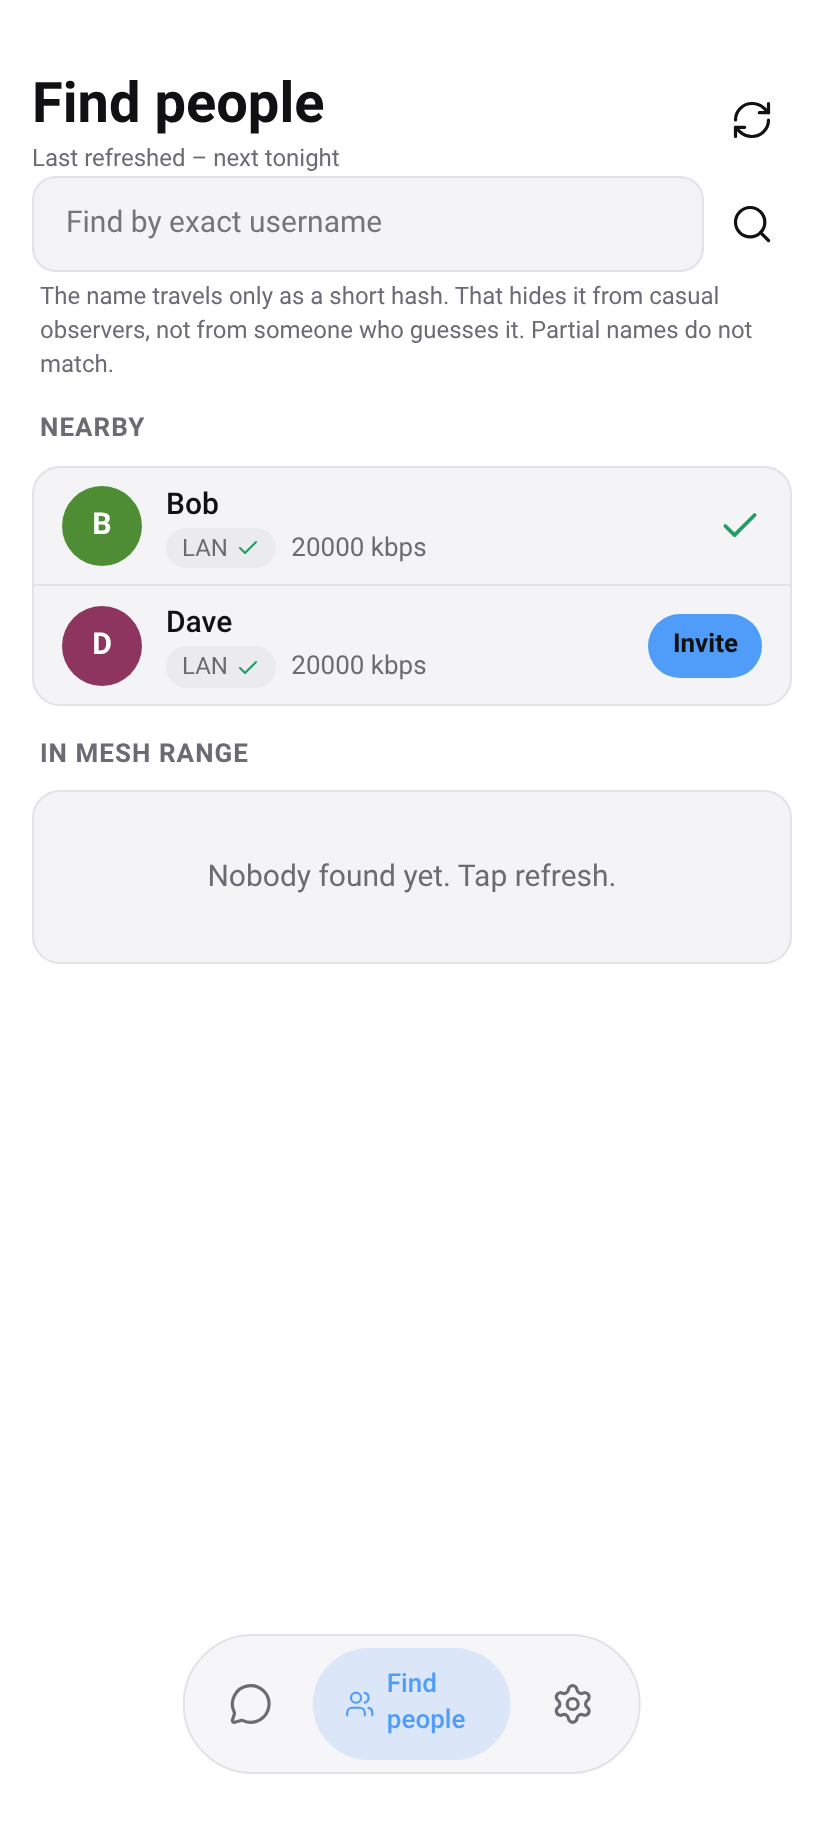 Find people
Last refreshed – next tonight
Find by exact username
The name travels only as a short hash. That hides it from casual
observers, not from someone who guesses it. Partial names do not
match.
NEARBY
B
Bob
LAN
20000 kbps
D
Dave
LAN
20000 kbps
Invite
IN MESH RANGE
Nobody found yet. Tap refresh.
Find
people